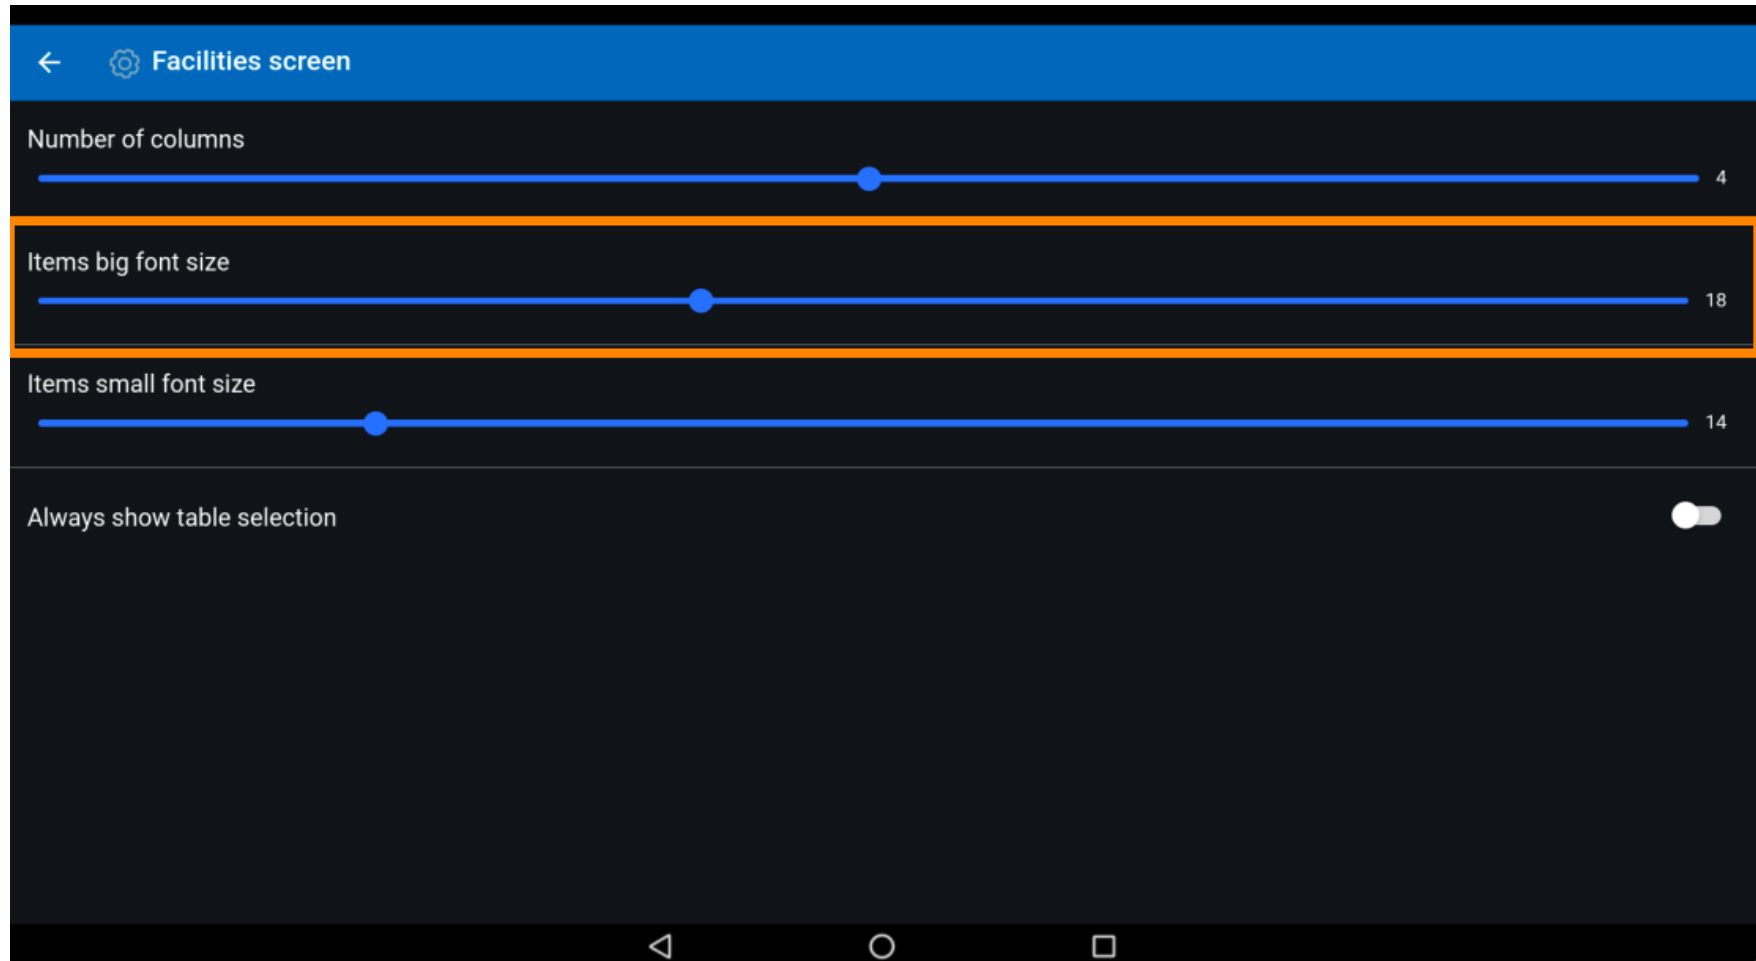 Facilities screen
Number of columns
4
Items big font size
18
Items small font size
14
Always show table selection